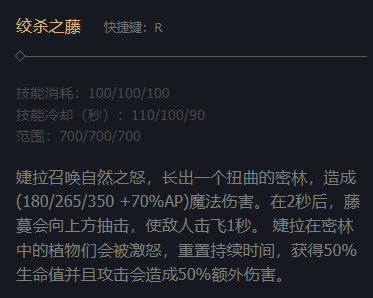 绞杀之藤 快捷键：R
技能消耗：100/100/100
技能冷却（秒）：110/100/90
范围：700/700/700
婕拉召唤自然之怒，长出一个扭曲的密林，造成
(180/265/350 +70%AP)魔法伤害。在2秒后，藤
蔓会向上方抽击，使敌人击飞1秒。 婕拉在密林
中的植物们会被激怒，重置持续时间，获得50%
生命值并且攻击会造成50%额外伤害。